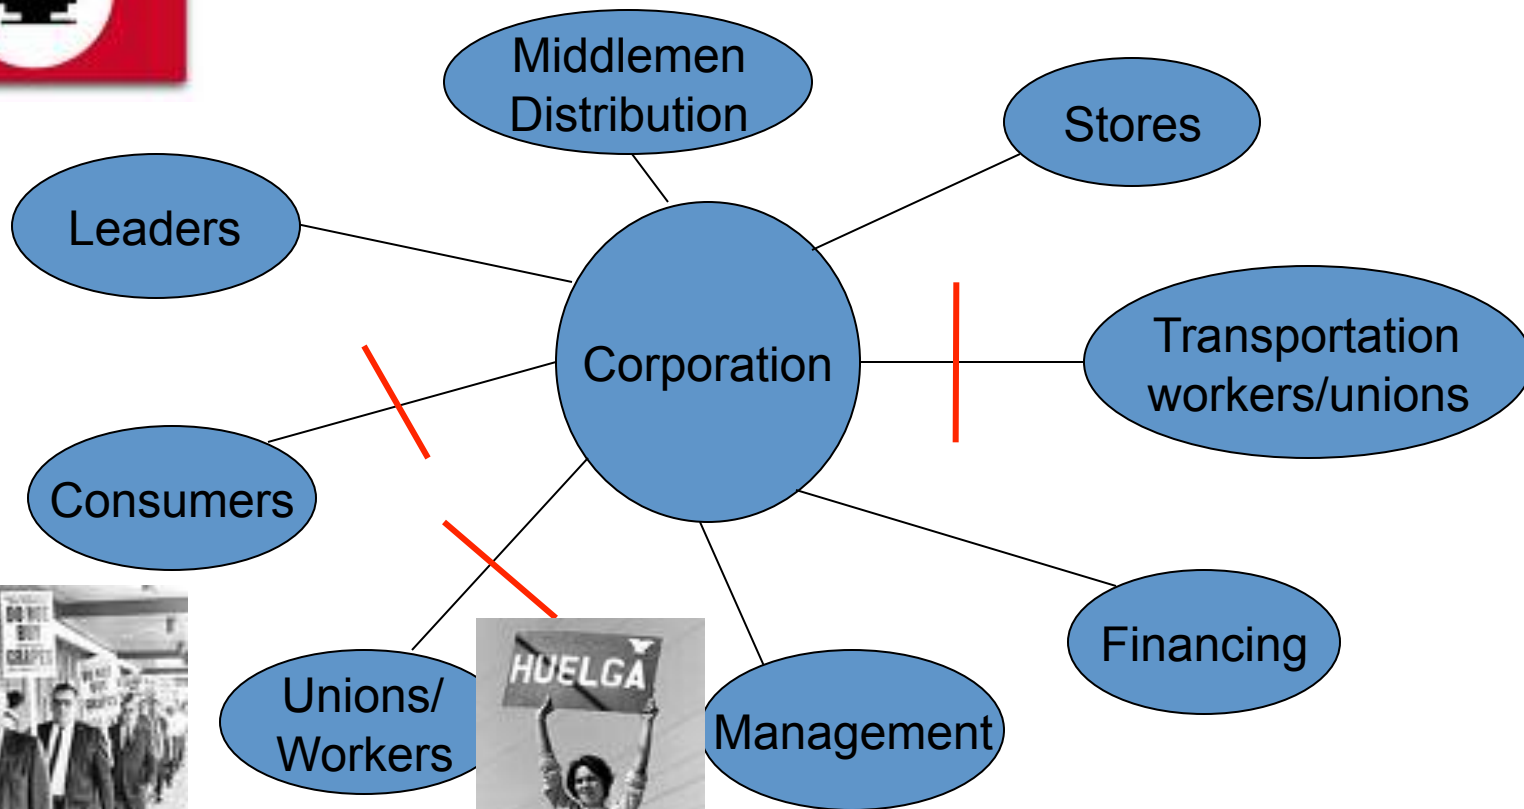 Middlemen
Distribution
Stores
Leaders
Transportation
workers/unions
Corporation
Consumers
DO NOT
BUY
GRAPES
HUELGA
Unions/
Workers
Management
Financing